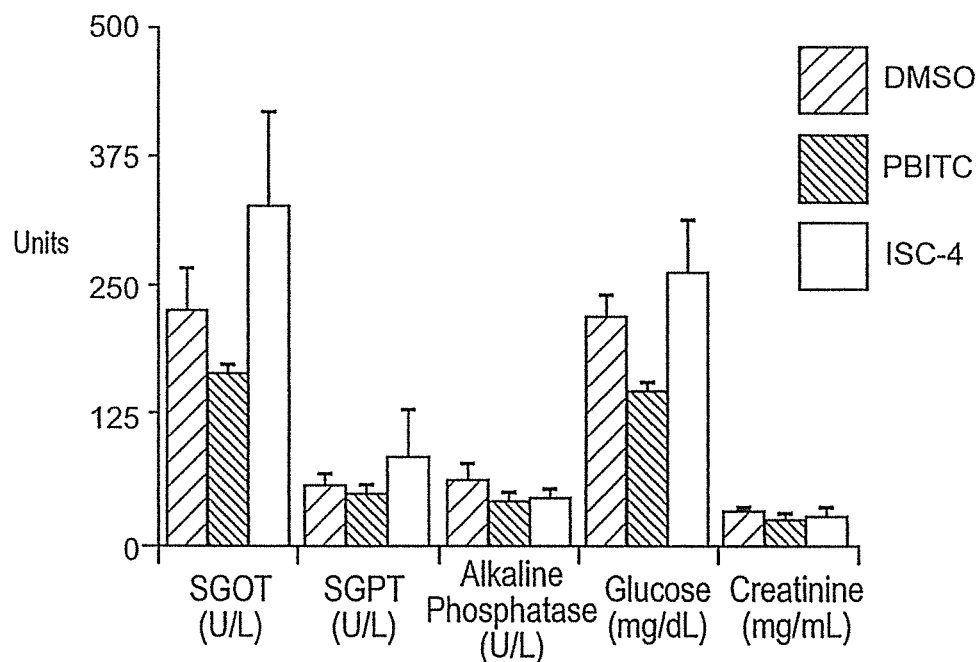 500
375
Units
250
125
0
SGOT
(U/L)
SGPT
(U/L)
Alkaline
Phosphatase
(U/L)
Glucose
(mg/dL)
Creatinine
(mg/mL)
DMSO
PBITC
ISC-4